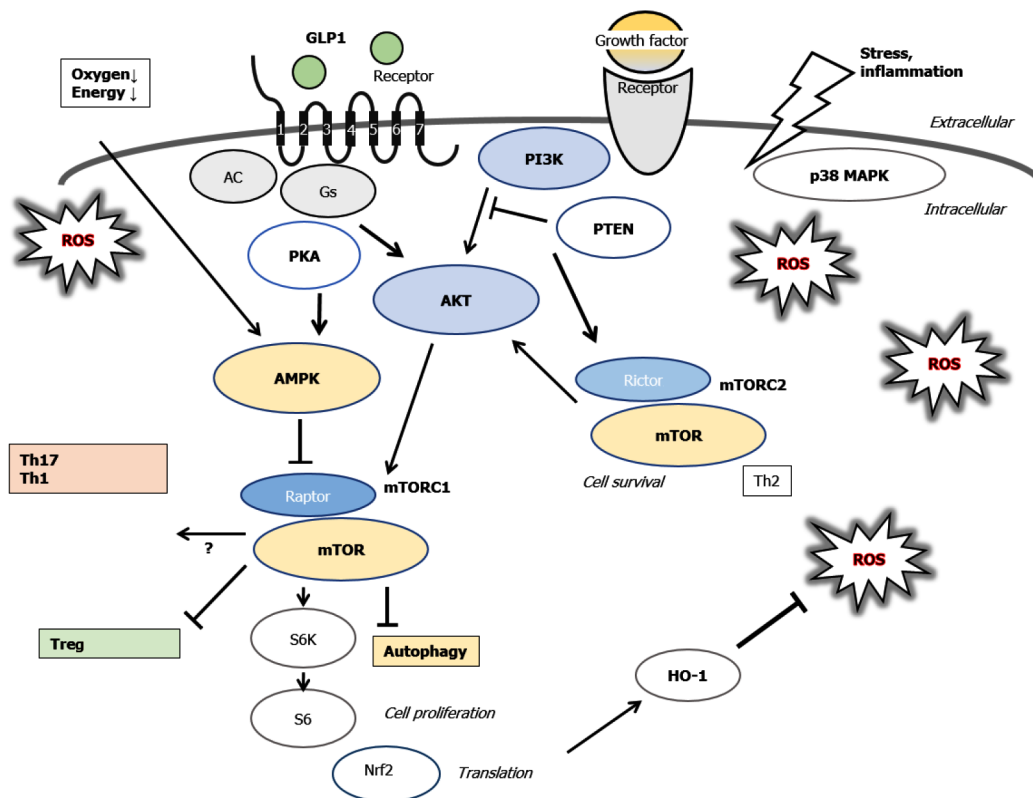 GLP1
Growth factor
Stress,
inflammation
Oxygen↓
Energy ↓
Receptor
Receptor
1 2 3 4 5 6 7
Extracellular
PI3K
AC
Gs
p38 MAPK
Intracellular
ROS
PTEN
PKA
ROS
AKT
ROS
AMPK
Rictor
mTORC2
mTOR
Th17
Th1
Cell survival
Th2
Raptor
mTORC1
mTOR
?
ROS
S6K
Treg
Autophagy
HO-1
S6
Cell proliferation
Nrf2
Translation